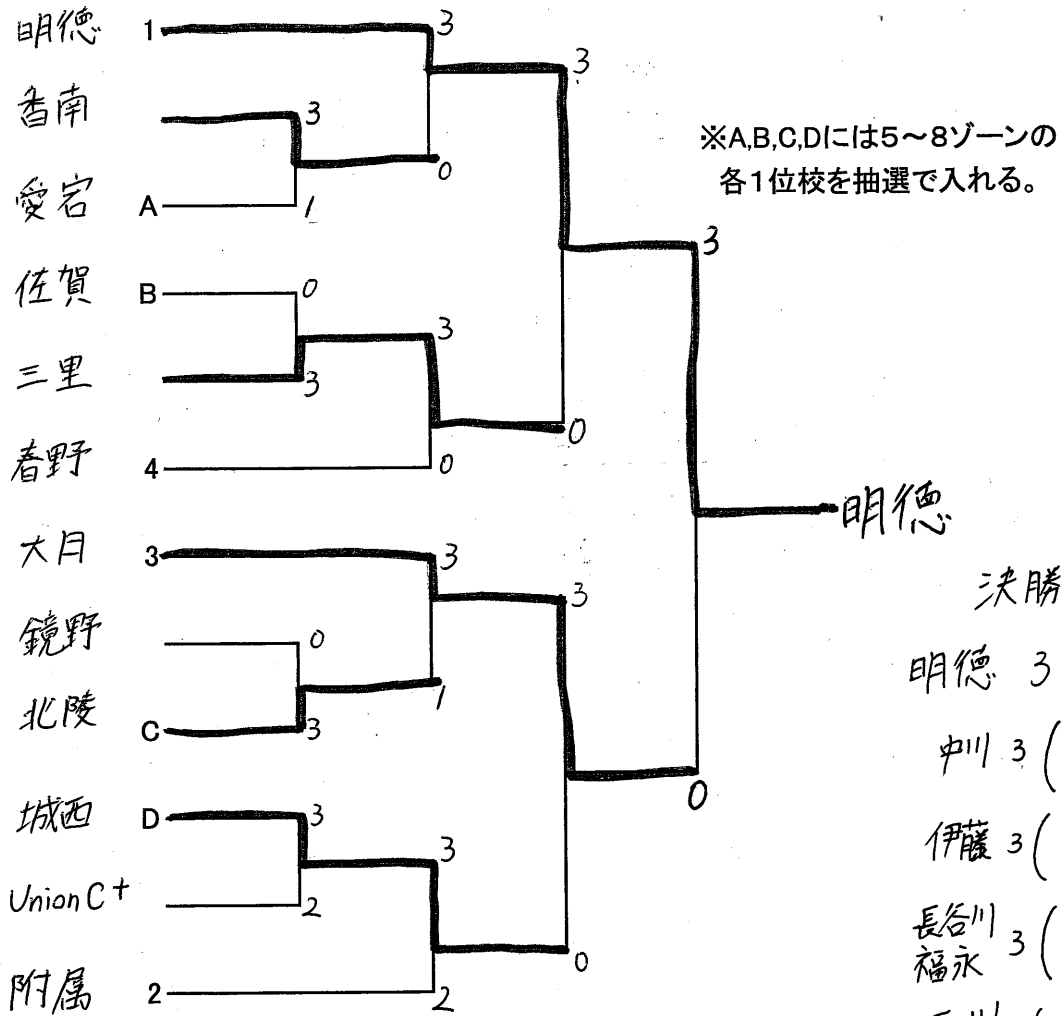 明徳 1
3
3
香南
3
0
※A,B,C,Dには5～8ゾーンの
各1位校を抽選で入れる。
愛宕 A
1
3
佐賀 B
0
3
三里
3
0
春野 4
0
明徳
大月 3
3
3
決勝
鏡野
0
明徳 3
北陵 C
3
1
中川 3 (
0
城西 D
3
3
伊藤 3 (
Union C+
2
長谷川
福永 3 (
0
附属 2
2